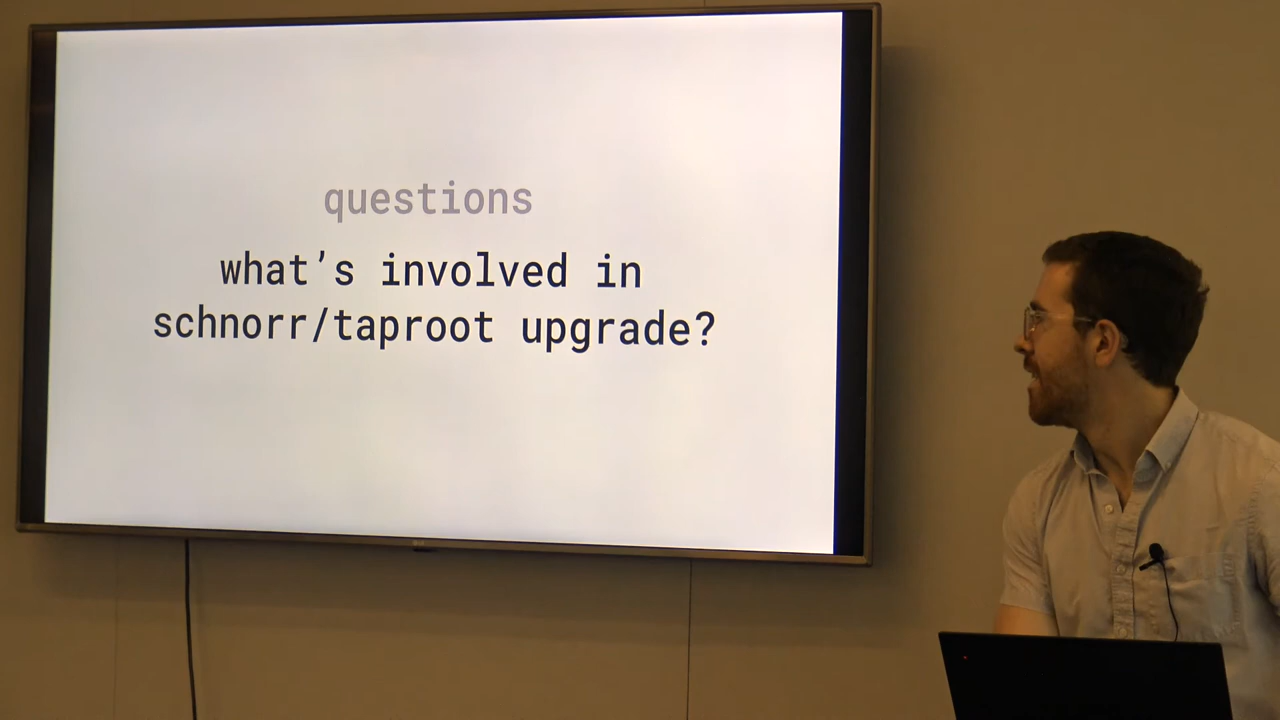 questions
what’s involved in
schnorr/taproot upgrade?